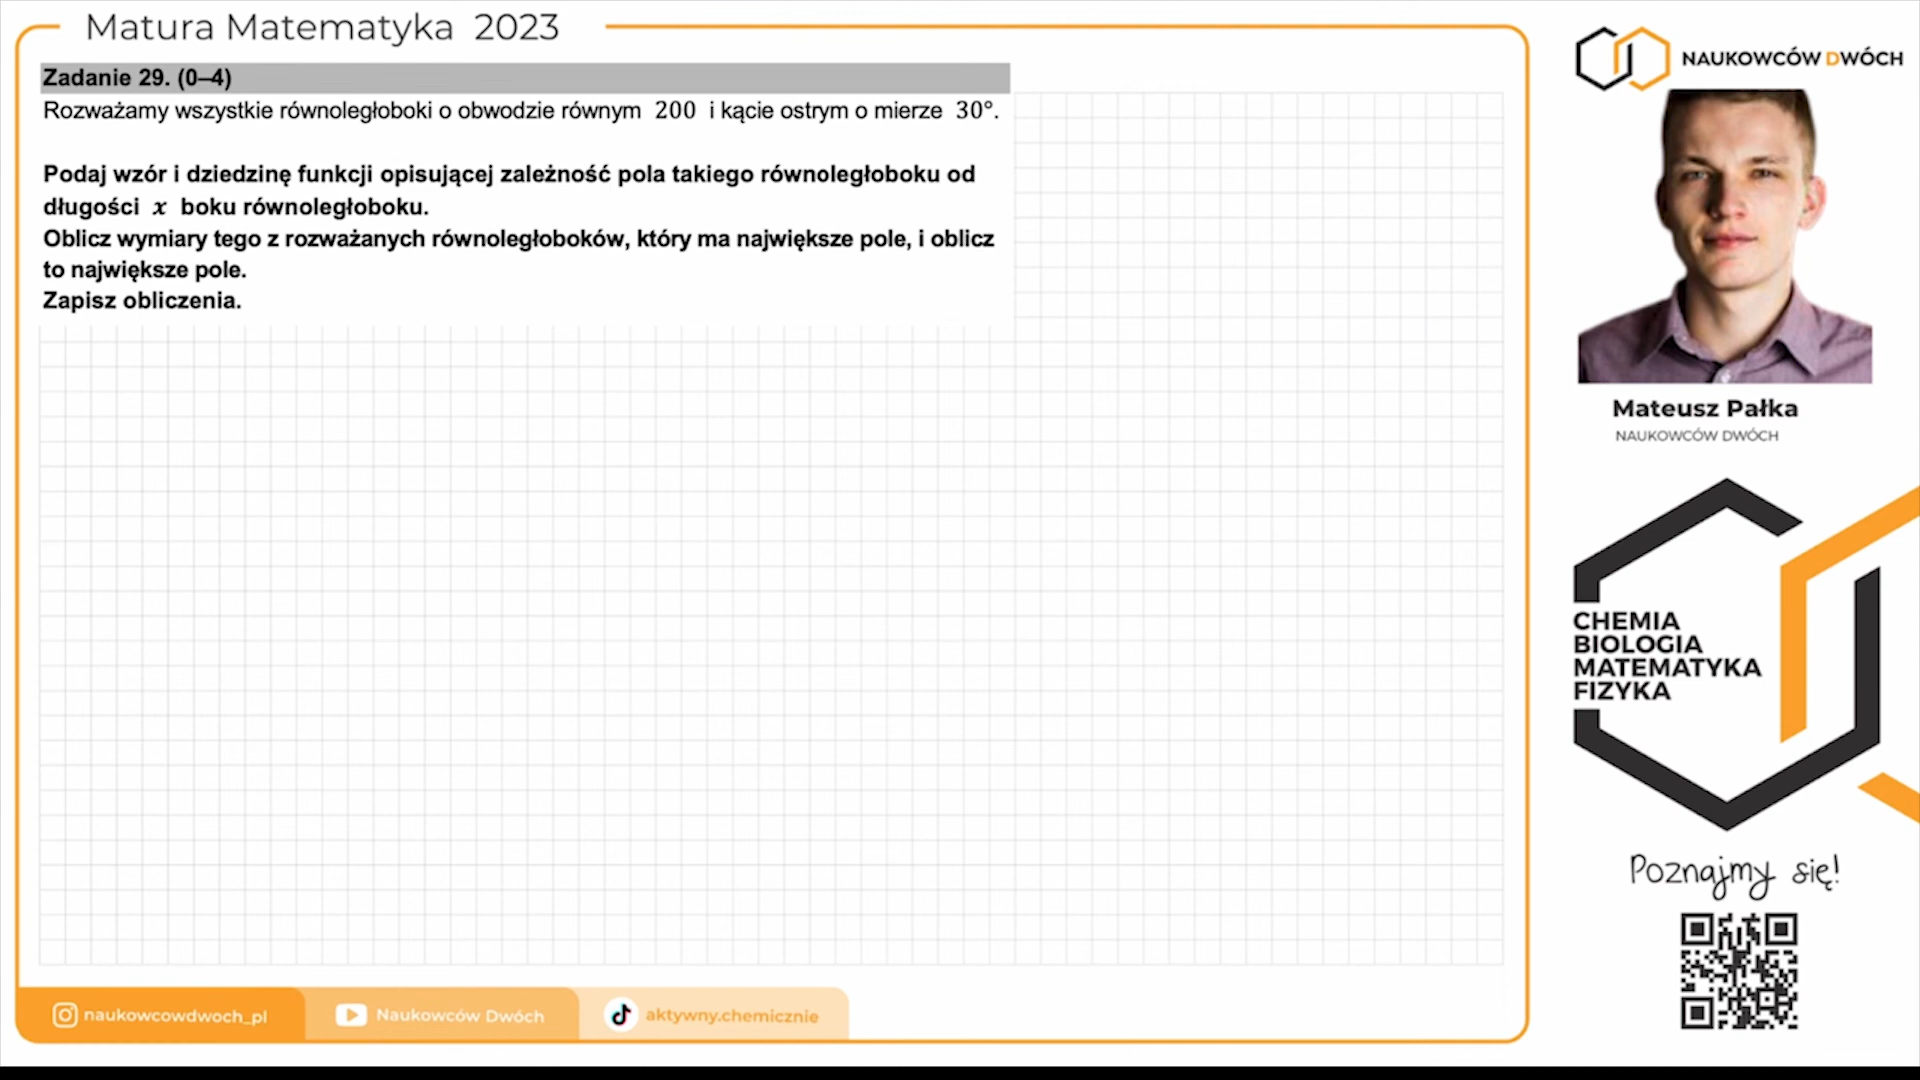 Matura Matematyka 2023
Zadanie 29. (0–4)
Rozważamy wszystkie równoległoboki o obwodzie równym 200 i kącie ostrym o mierze 30°.
Podaj wzór i dziedzinę funkcji opisującej zależność pola takiego równoległoboku od
długości x boku równoległoboku.
Oblicz wymiary tego z rozważanych równoległoboków, który ma największe pole, i oblicz
to największe pole.
Zapisz obliczenia.
naukowcowdwoch_pl
Naukowców Dwóch
aktywny.chemicznie
NAUKOWCÓW DWÓCH
Mateusz Pałka
NAUKOWCÓW DWÓCH
CHEMIA
BIOLOGIA
MATEMATYKA
FIZYKA
Poznajmy się!